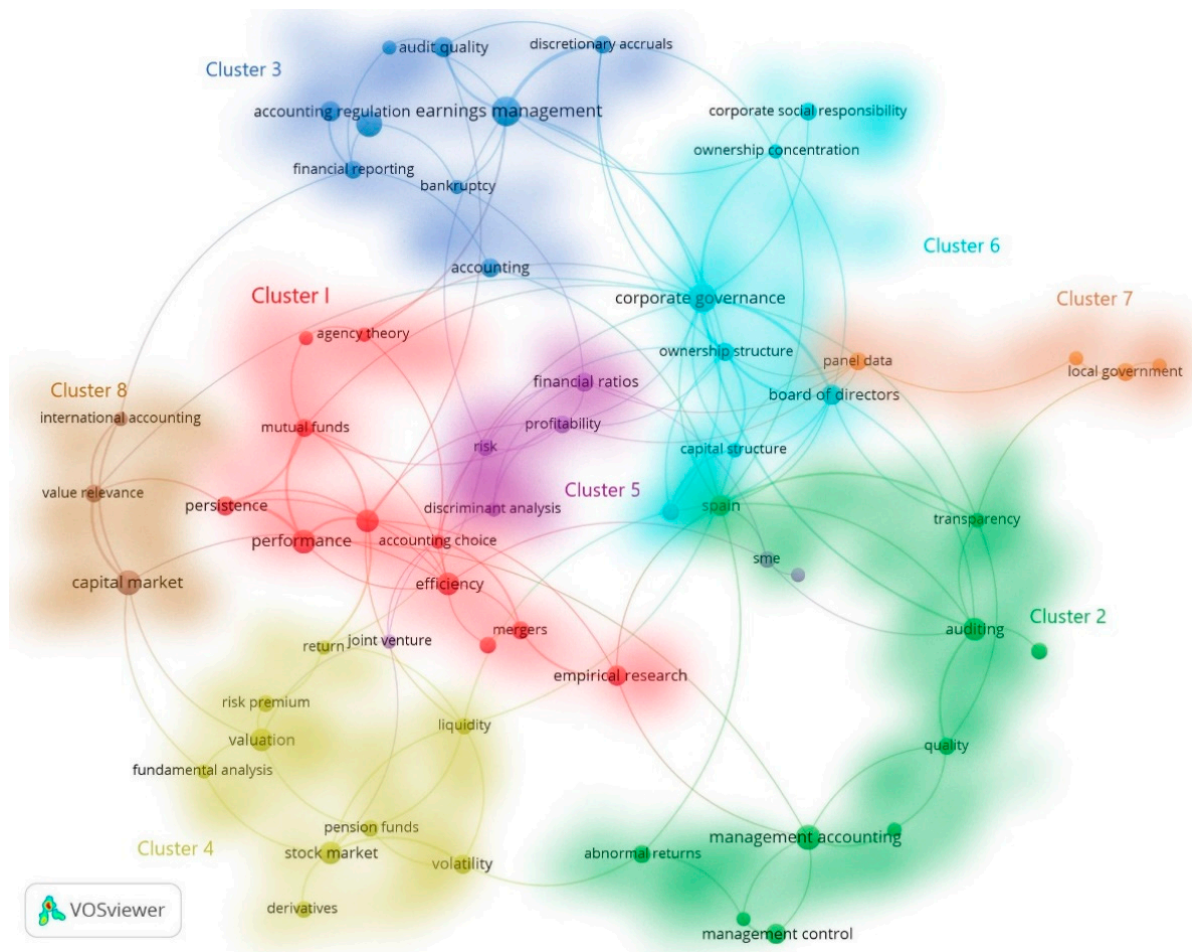 audit quality
discretionary accruals
Cluster 3
accounting regulation
earnings management
corporate social responsibility
ownership concentration
financial reporting
bankruptcy
Cluster 6
accounting
Cluster I
corporate governance
Cluster 7
agency theory
ownership structure
panel data
local government
financial ratios
Cluster 8
board of directors
international accounting
mutual funds
profitability
risk
capital structure
value relevance
Cluster 5
persistence
discriminant analysis
spain
transparency
performance
accounting choice
sme
capital market
efficiency
Cluster 2
mergers
auditing
return
joint venture
empirical research
risk premium
liquidity
valuation
quality
fundamental analysis
pension funds
management accounting
Cluster 4
stock market
abnormal returns
volatility
derivatives
VOSviewer
management control